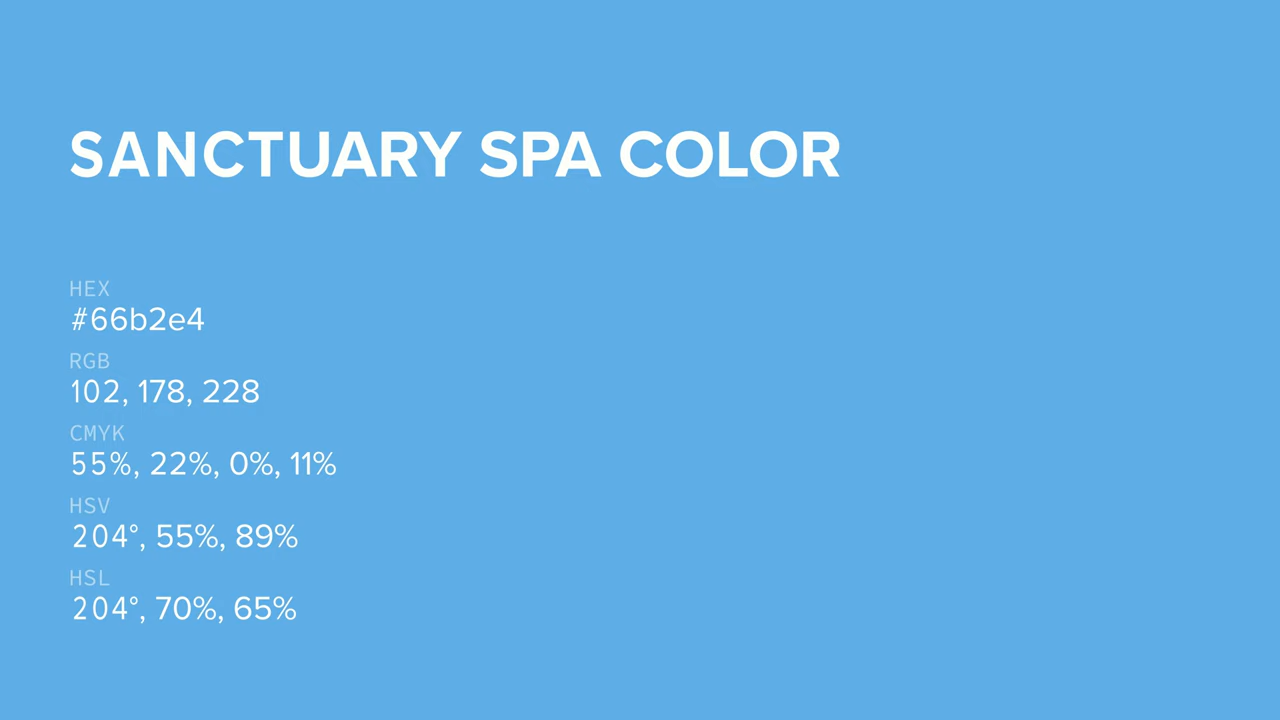 SANCTUARY SPA COLOR
HEX
#66b2e4
RGB
102, 178, 228
CMYK
55%, 22%, 0%, 11%
HSV
204°, 55%, 89%
HSL
204°, 70%, 65%